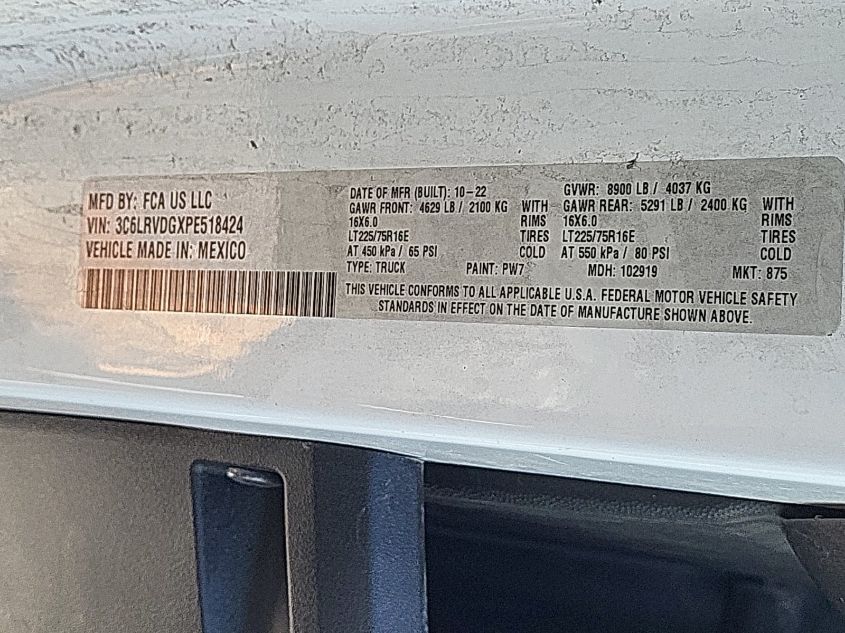 MFD BY: FCA US LLC
VIN: 3C6LRVDGXPE518424
VEHICLE MADE IN: MEXICO
DATE OF MFR (BUILT): 10-22 GVWR: 8900 LB / 4037 KG
GAWR FRONT: 4629 LB / 2100 KG WITH GAWR REAR: 5291 LB / 2400 KG WITH
16X6.0 RIMS 16X6.0 RIMS
LT225/75R16E TIRES LT225/75R16E TIRES
AT 450 kPa / 65 PSI COLD AT 550 kPa / 80 PSI COLD
TYPE: TRUCK PAINT: PW7 MDH: 102919 MKT: 875
THIS VEHICLE CONFORMS TO ALL APPLICABLE U.S.A. FEDERAL MOTOR VEHICLE SAFETY
STANDARDS IN EFFECT ON THE DATE OF MANUFACTURE SHOWN ABOVE.